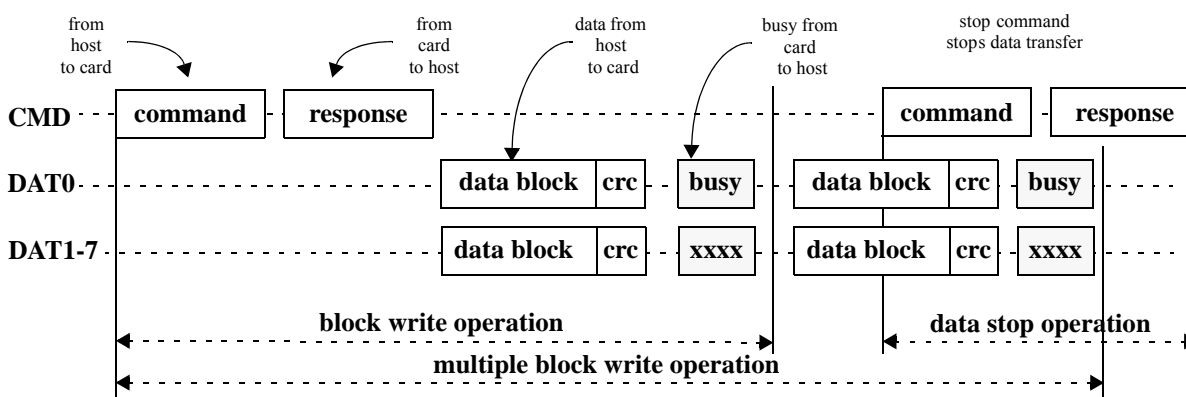 from
host
to card
from
card
to host
data from
host
to card
busy from
card
to host
stop command
stops data transfer
CMD command response command response
DAT0 data block crc busy data block crc busy
DAT1-7 data block crc xxxx data block crc xxxx
block write operation data stop operation
multiple block write operation